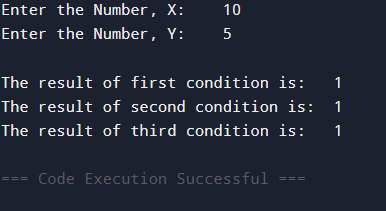 Enter the Number, X:    10
Enter the Number, Y:    5
The result of first condition is:   1
The result of second condition is:  1
The result of third condition is:   1
=== Code Execution Successful ===